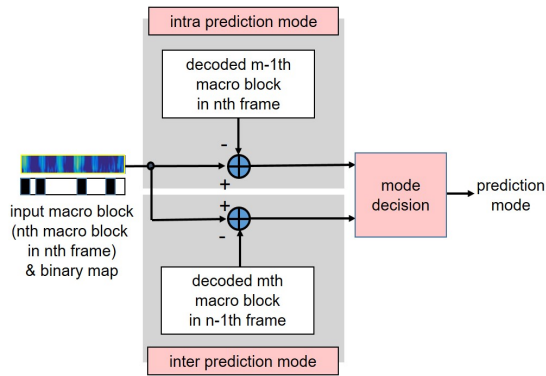 intra prediction mode
decoded m-1th
macro block
in nth frame
-
+
input macro block
(nth macro block
in nth frame)
& binary map
+
-
mode
decision
prediction
mode
decoded mth
macro block
in n-1th frame
inter prediction mode